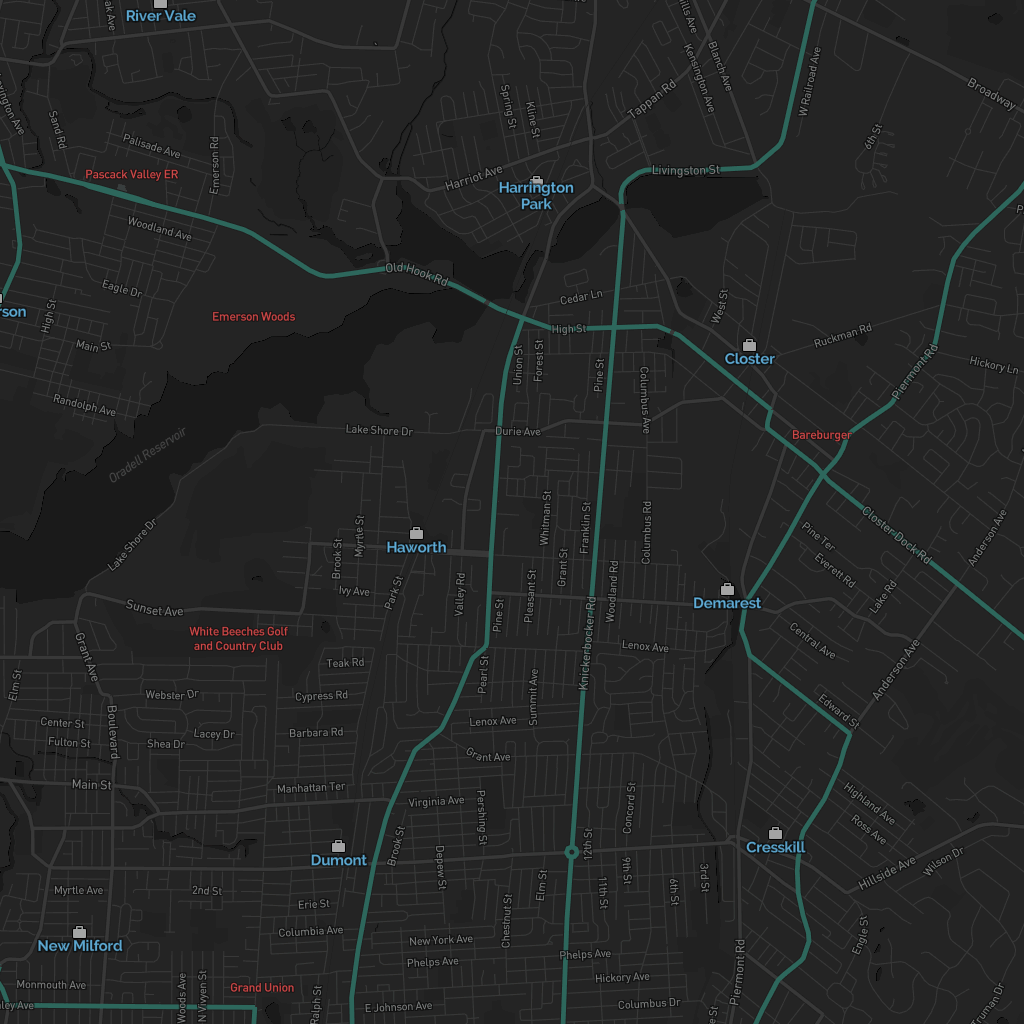 River Vale
Blanch Ave
Kensington Ave
W Railroad Ave
Broadway
Tappan Rd
Spring St
Kline St
Sand Rd
Palisade Ave
Emerson Rd
6th St
Pascack Valley ER
Harriot Ave
Livingston St
Harrington
Park
Woodland Ave
Old Hook Rd
Eagle Dr
High St
Emerson Woods
Cedar Ln
West St
rson
Main St
High St
Ruckman Rd
Closter
Union St
Forest St
Pine St
Columbus Ave
Piermont Rd
Hickory Ln
Randolph Ave
Lake Shore Dr
Durie Ave
Bareburger
Oradell Reservoir
Whitman St
Franklin St
Columbus Rd
Closter Dock Rd
Anderson Ave
Lake Shore Dr
Myrtle St
Brook St
Haworth
Pine Ter
Everett Rd
Grant St
Ivy Ave
Park St
Valley Rd
Pleasant St
Woodland Rd
Demarest
Lake Rd
Sunset Ave
Pine St
Knickerbocker Rd
White Beeches Golf
and Country Club
Grant Ave
Lenox Ave
Central Ave
Teak Rd
Pearl St
Anderson Ave
Elm St
Webster Dr
Cypress Rd
Summit Ave
Edward St
Center St
Boulevard
Lacey Dr
Barbara Rd
Lenox Ave
Fulton St
Shea Dr
Grant Ave
Main St
Manhattan Ter
Virginia Ave
Pershing St
Concord St
Highland Ave
Ross Ave
Brook St
12th St
Cresskill
Dumont
Depew St
9th St
3rd St
Hillside Ave
Wilson Dr
Myrtle Ave
2nd St
Elm St
11th St
6th St
Erie St
Chestnut St
Columbia Ave
New Milford
New York Ave
Engle St
Phelps Ave
Phelps Ave
Piermont Rd
Monmouth Ave
Woods Ave
N Vivyen St
Grand Union
Ralph St
Hickory Ave
E Johnson Ave
Columbus Dr
Truman Dr